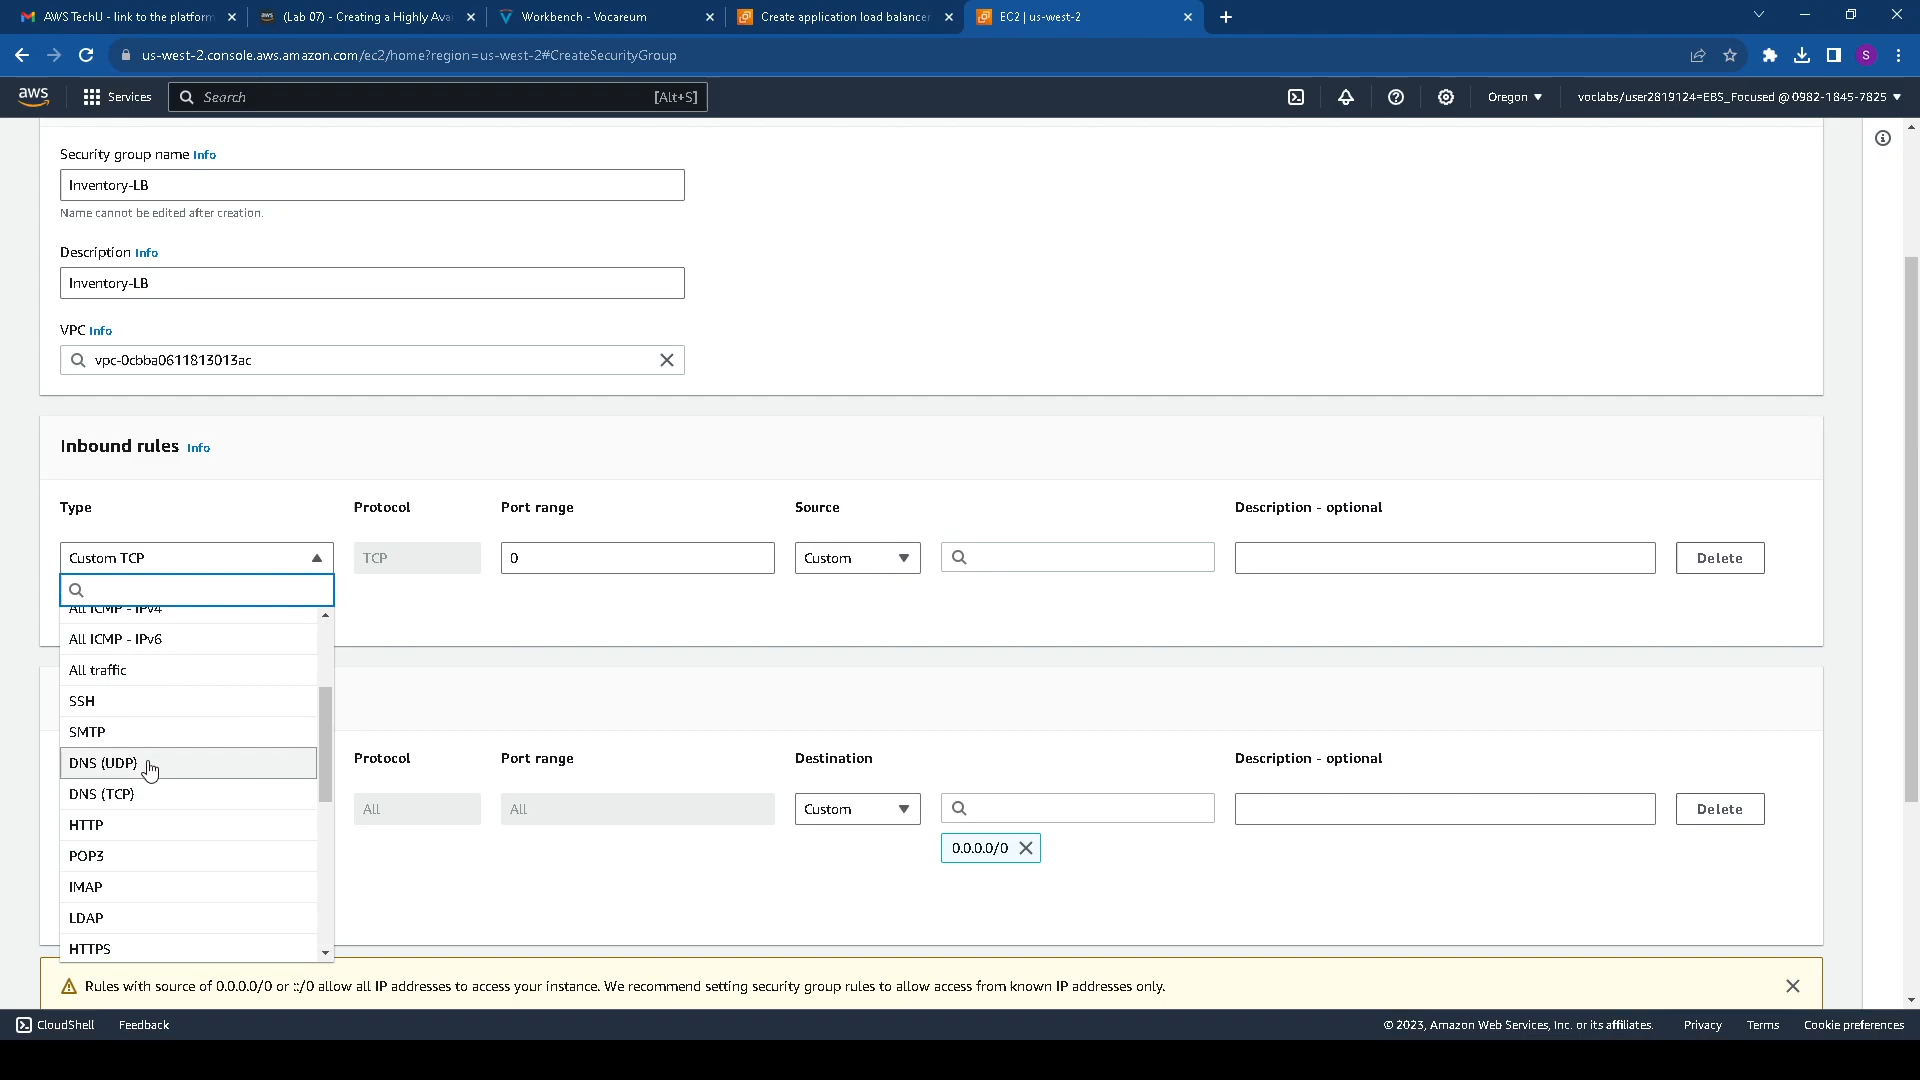 AWS TechU - link to the platform
(Lab 07) - Creating a Highly Ava
Workbench - Vocareum
Create application load balancer
EC2 | us-west-2
us-west-2.console.aws.amazon.com/ec2/home?region=us-west-2#CreateSecurityGroup
S
aws
Services
Search
[Alt+S]
Oregon
voclabs/user2819124=EBS_Focused @ 0982-1845-7825
Security group name Info
Inventory-LB
Name cannot be edited after creation.
Description Info
Inventory-LB
VPC Info
vpc-0cbba0611813013ac
Inbound rules Info
Type
Protocol
Port range
Source
Description - optional
Custom TCP
TCP
0
Custom
Delete
All ICMP - IPv4
All ICMP - IPv6
All traffic
SSH
SMTP
DNS (UDP)
DNS (TCP)
HTTP
POP3
IMAP
LDAP
HTTPS
Protocol
Port range
Destination
Description - optional
All
All
Custom
Delete
0.0.0.0/0
Rules with source of 0.0.0.0/0 or ::/0 allow all IP addresses to access your instance. We recommend setting security group rules to allow access from known IP addresses only.
CloudShell
Feedback
© 2023, Amazon Web Services, Inc. or its affiliates.
Privacy
Terms
Cookie preferences